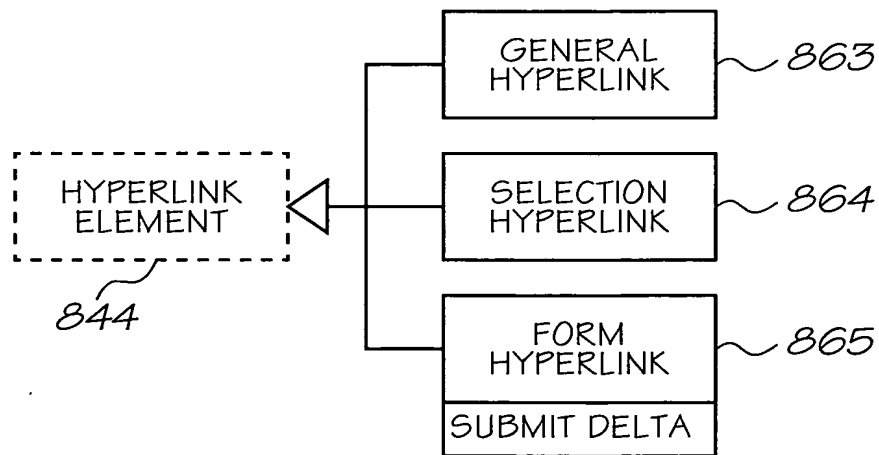 GENERAL
HYPERLINK
863
HYPERLINK
ELEMENT
844
SELECTION
HYPERLINK
864
FORM
HYPERLINK
865
SUBMIT DELTA